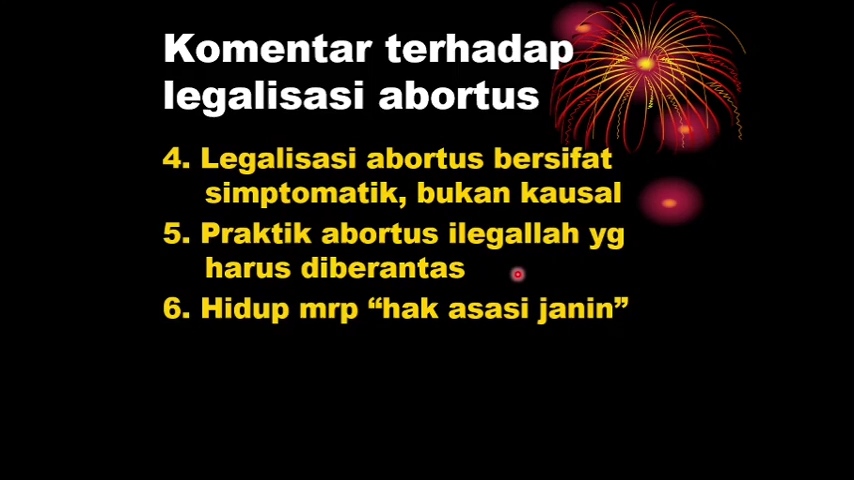 Komentar terhadap
legalisasi abortus
4. Legalisasi abortus bersifat
simptomatik, bukan kausal
5. Praktik abortus ilegallah yg
harus diberantas
6. Hidup mrp “hak asasi janin”